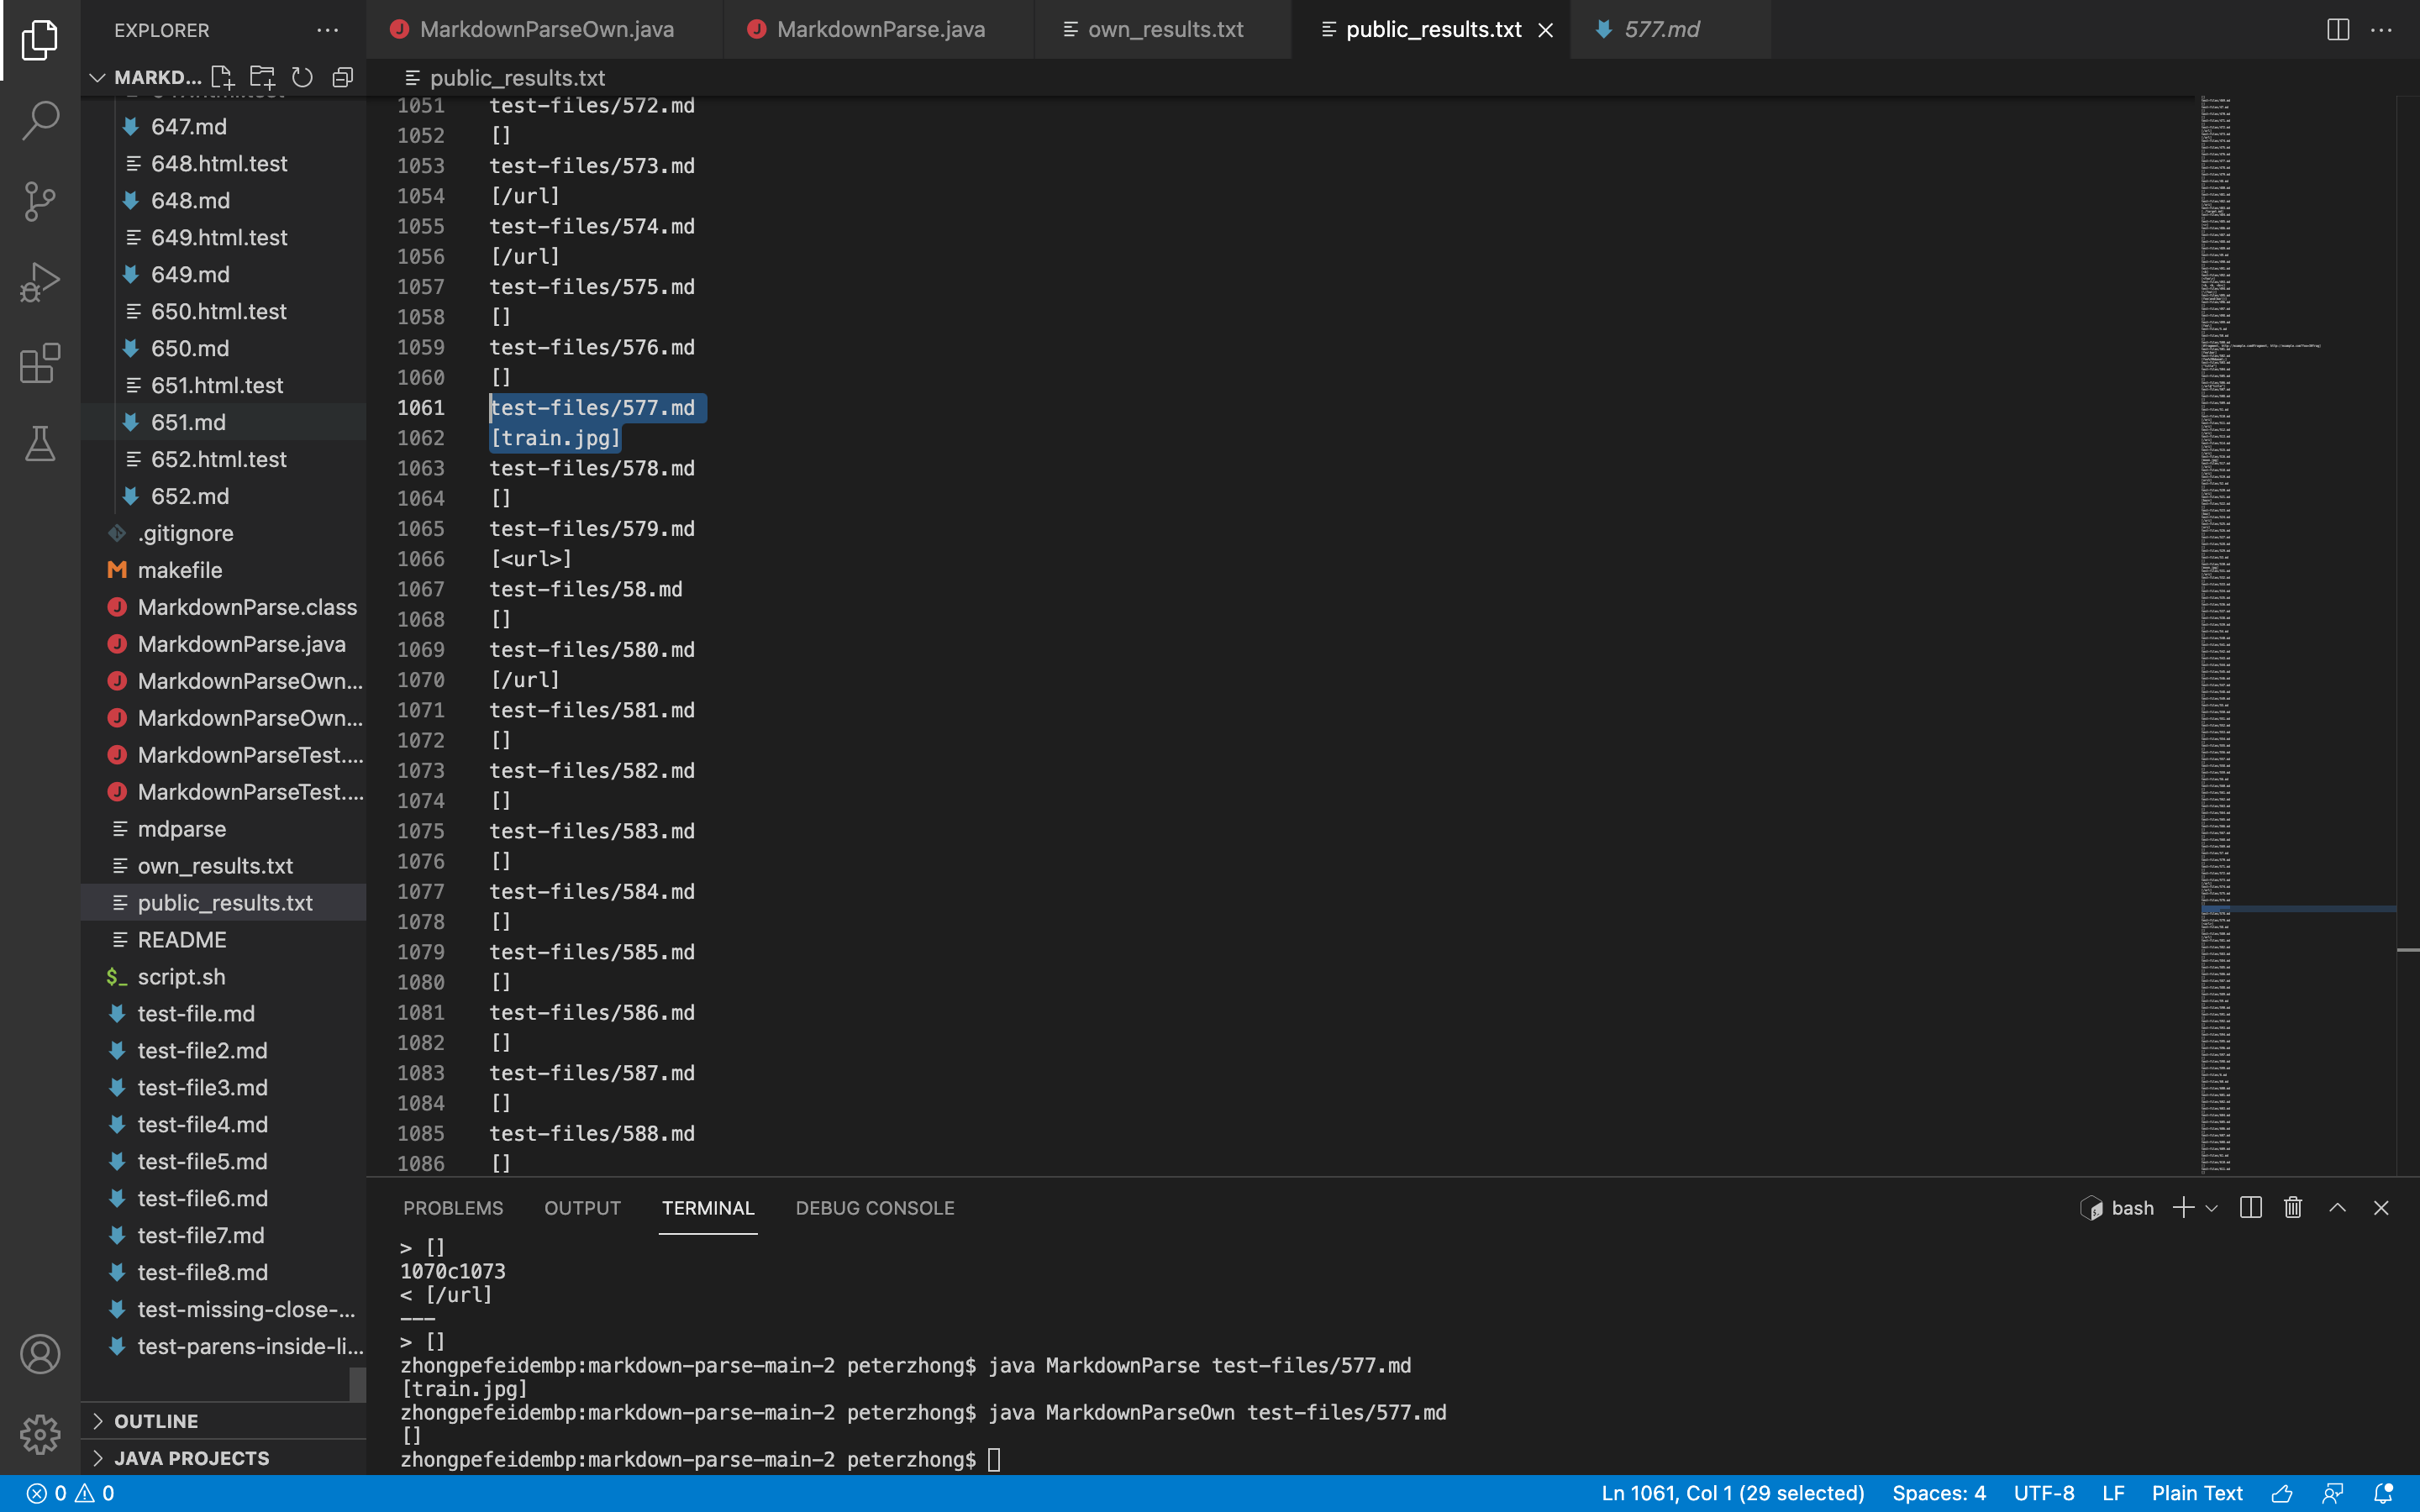 EXPLORER
MARKD...
647.md
648.html.test
648.md
649.html.test
649.md
650.html.test
650.md
651.html.test
651.md
652.html.test
652.md
.gitignore
makefile
MarkdownParse.class
MarkdownParse.java
MarkdownParseOwn...
MarkdownParseOwn...
MarkdownParseTest....
MarkdownParseTest....
mdparse
own_results.txt
public_results.txt
README
script.sh
test-file.md
test-file2.md
test-file3.md
test-file4.md
test-file5.md
test-file6.md
test-file7.md
test-file8.md
test-missing-close-...
test-parens-inside-li...
OUTLINE
JAVA PROJECTS
MarkdownParseOwn.java MarkdownParse.java own_results.txt public_results.txt 577.md
public_results.txt
1051 test-files/572.md
1052 []
1053 test-files/573.md
1054 [/url]
1055 test-files/574.md
1056 [/url]
1057 test-files/575.md
1058 []
1059 test-files/576.md
1060 []
1061 test-files/577.md
1062 [train.jpg]
1063 test-files/578.md
1064 []
1065 test-files/579.md
1066 [<url>]
1067 test-files/58.md
1068 []
1069 test-files/580.md
1070 [/url]
1071 test-files/581.md
1072 []
1073 test-files/582.md
1074 []
1075 test-files/583.md
1076 []
1077 test-files/584.md
1078 []
1079 test-files/585.md
1080 []
1081 test-files/586.md
1082 []
1083 test-files/587.md
1084 []
1085 test-files/588.md
1086 []
PROBLEMS OUTPUT TERMINAL DEBUG CONSOLE bash
> []
1070c1073
< [/url]
---
> []
zhongpefeidembp:markdown-parse-main-2 peterzhong$ java MarkdownParse test-files/577.md
[train.jpg]
zhongpefeidembp:markdown-parse-main-2 peterzhong$ java MarkdownParseOwn test-files/577.md
[]
zhongpefeidembp:markdown-parse-main-2 peterzhong$
0 0 Ln 1061, Col 1 (29 selected) Spaces: 4 UTF-8 LF Plain Text